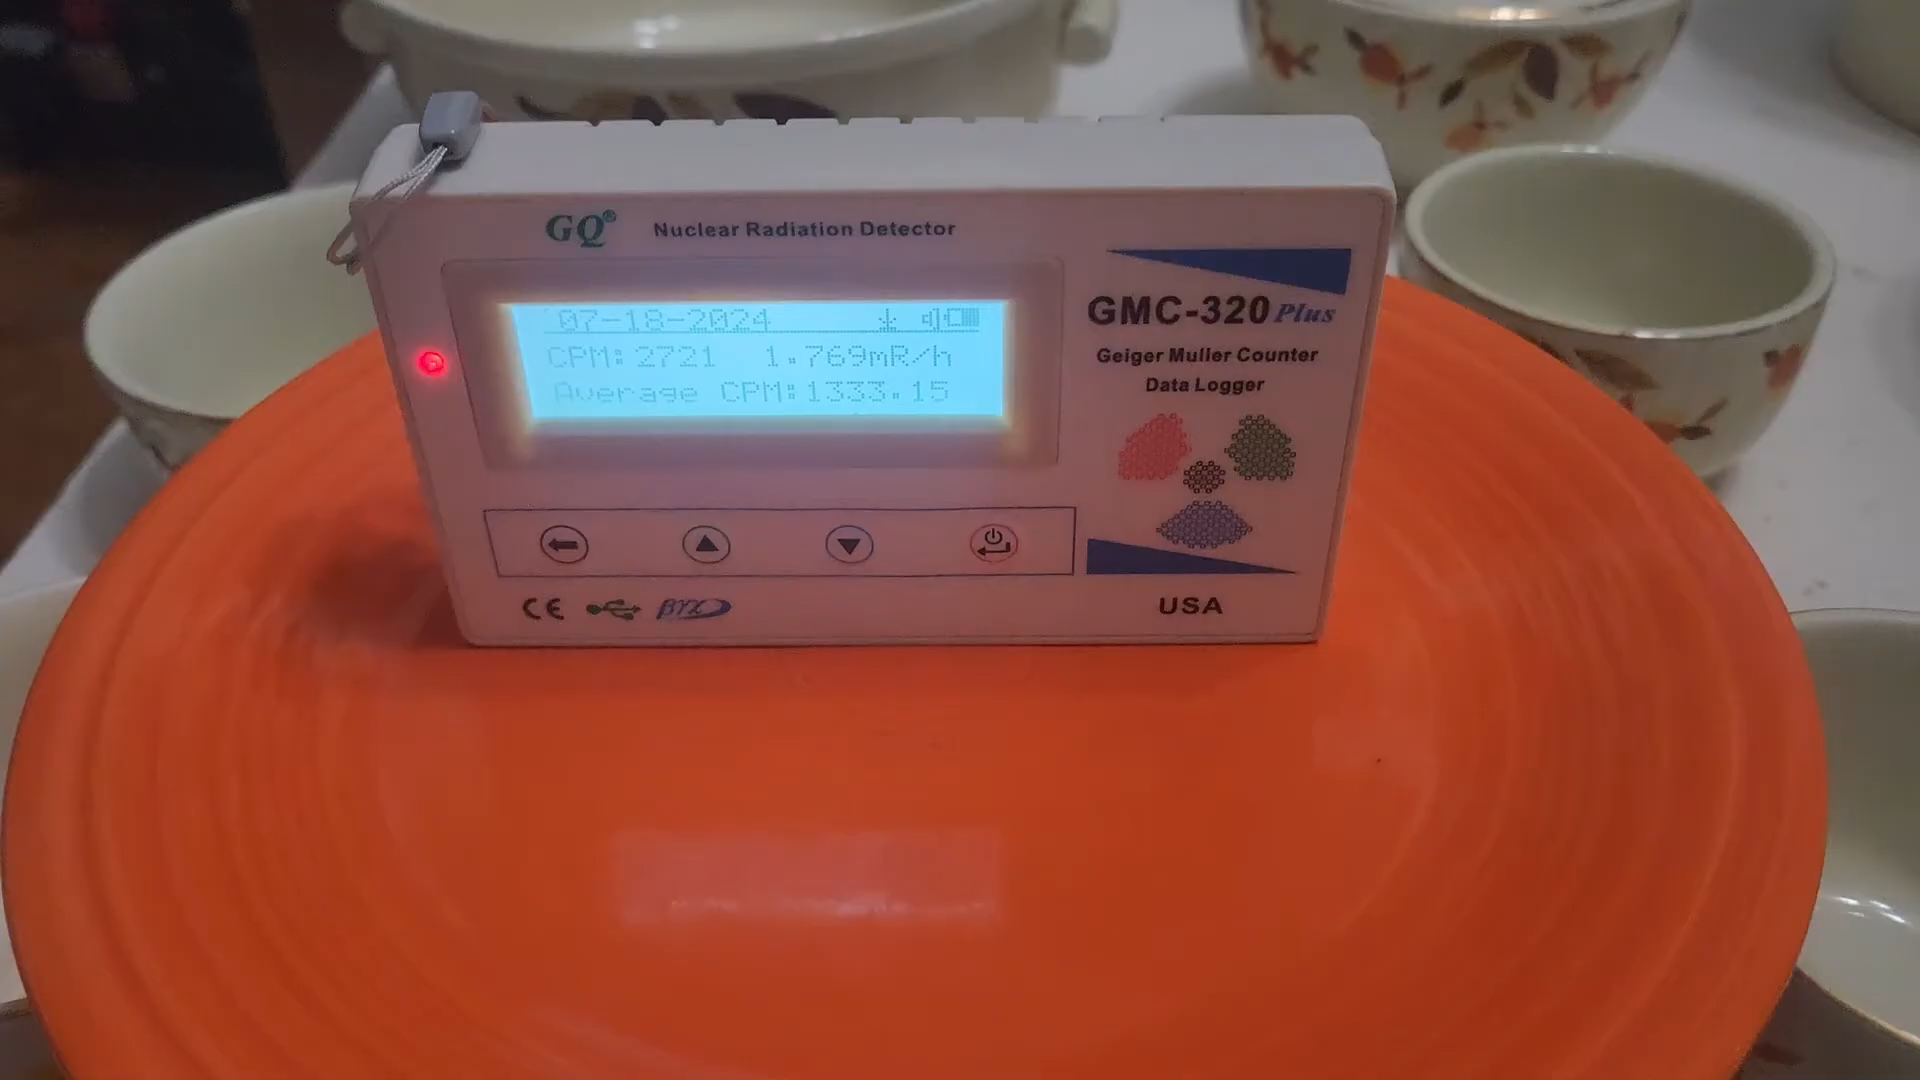 GQ® Nuclear Radiation Detector
07-18-2024
CPM:2721 1.769mR/h
Average CPM:1333.15
GMC-320 Plus
Geiger Muller Counter
Data Logger
CE
USA